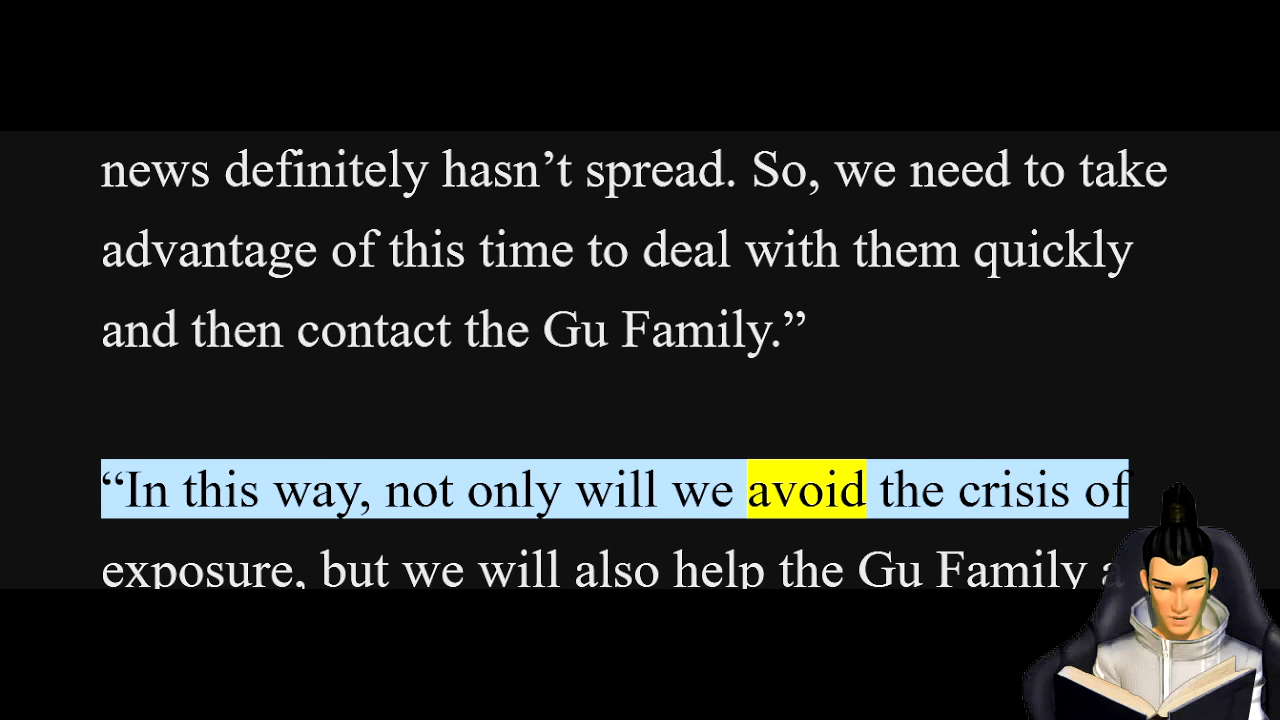 news definitely hasn’t spread. So, we need to take
advantage of this time to deal with them quickly
and then contact the Gu Family.”
“In this way, not only will we avoid the crisis of
exposure, but we will also help the Gu Family